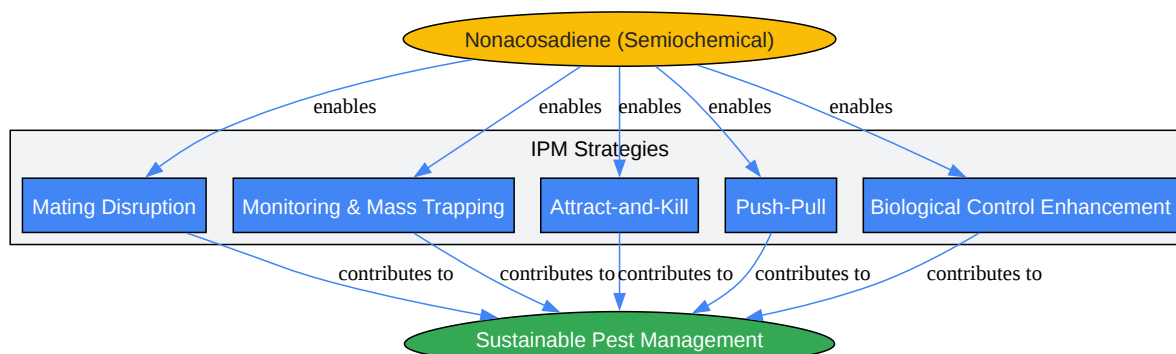 Nonacosadiene (Semiochemical)
enables enables enables enables enables
IPM Strategies
Mating Disruption Monitoring & Mass Trapping Attract-and-Kill Push-Pull Biological Control Enhancement
contributes to contributes to contributes to contributes to contributes to
Sustainable Pest Management